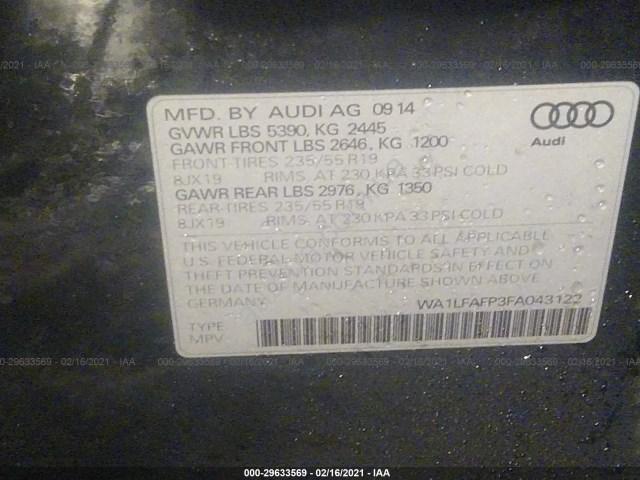 MFD. BY AUDI AG 09 14
GVWR LBS 5390, KG 2445
GAWR FRONT LBS 2646, KG 1200
FRONT-TIRES 235/55 R19
8JX19 RIMS, AT 230 KPA 33 PSI COLD
GAWR REAR LBS 2976, KG 1350
REAR-TIRES 235/55 R19
8JX19 RIMS, AT 230 KPA 33 PSI COLD
Audi
THIS VEHICLE CONFORMS TO ALL APPLICABLE
U.S. FEDERAL MOTOR VEHICLE SAFETY AND
THEFT PREVENTION STANDARDS IN EFFECT ON
THE DATE OF MANUFACTURE SHOWN ABOVE.
GERMANY WA1LFAFP3FA043122
TYPE
MPV
000-29633569 - 02/16/2021 - IAA